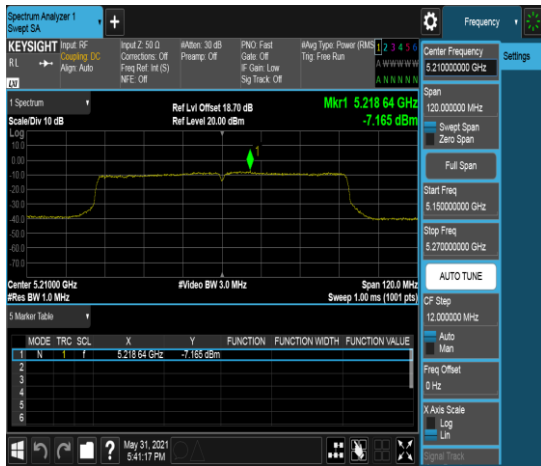 Spectrum Analyzer 1
Swept SA
Frequency
KEYSIGHT
RL
LXI
Input: RF
Coupling: DC
Align: Auto
Input Z: 50 Ω
Corrections: Off
Freq Ref: Int (S)
NFE: Off
#Atten: 30 dB
Preamp: Off
PNO: Fast
Gate: Off
IF Gain: Low
Sig Track: Off
#Avg Type: Power (RMS
Trig: Free Run
1 2 3 4 5 6
A W W W W W
A N N N N N
1 Spectrum
Scale/Div 10 dB
Ref Lvl Offset 18.70 dB
Ref Level 20.00 dBm
Mkr1 5.218 64 GHz
-7.165 dBm
Log
10.0
0.00
-10.0
-20.0
-30.0
-40.0
-50.0
-60.0
-70.0
1
Center 5.21000 GHz
#Res BW 1.0 MHz
#Video BW 3.0 MHz
Span 120.0 MHz
Sweep 1.00 ms (1001 pts)
5 Marker Table
MODE TRC SCL X Y FUNCTION FUNCTION WIDTH FUNCTION VALUE
1 N 1 f 5.218 64 GHz -7.165 dBm
2
3
4
5
6
May 31, 2021
5:41:17 PM
Center Frequency
5.210000000 GHz
Settings
Span
120.000000 MHz
Swept Span
Zero Span
Full Span
Start Freq
5.150000000 GHz
Stop Freq
5.270000000 GHz
AUTO TUNE
CF Step
12.000000 MHz
Auto
Man
Freq Offset
0 Hz
X Axis Scale
Log
Lin
Signal Track